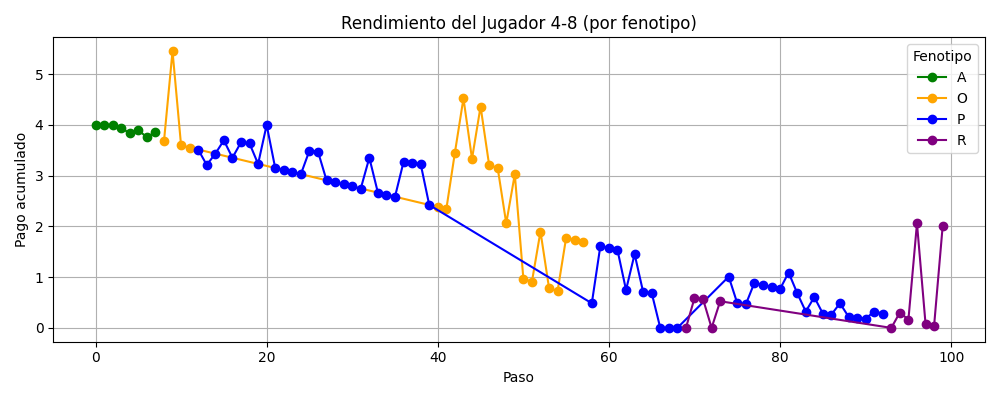 Rendimiento del Jugador 4-8 (por fenotipo)
Pago acumulado
5
4
3
2
1
0
0 20 40 60 80 100
Paso
Fenotipo
A
O
P
R